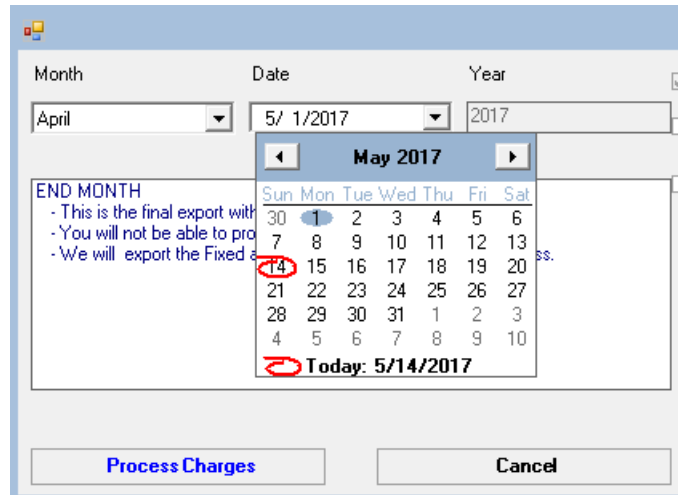 Month Date Year
April 5/ 1/2017 2017
May 2017
END MONTH
Sun Mon Tue Wed Thu Fri Sat
- This is the final export with
30 1 2 3 4 5 6
- You will not be able to
7 8 9 10 11 12 13
- We will export the Fixed
14 15 16 17 18 19 20
21 22 23 24 25 26 27
28 29 30 31 1 2 3
4 5 6 7 8 9 10
Today: 5/14/2017
Process Charges Cancel